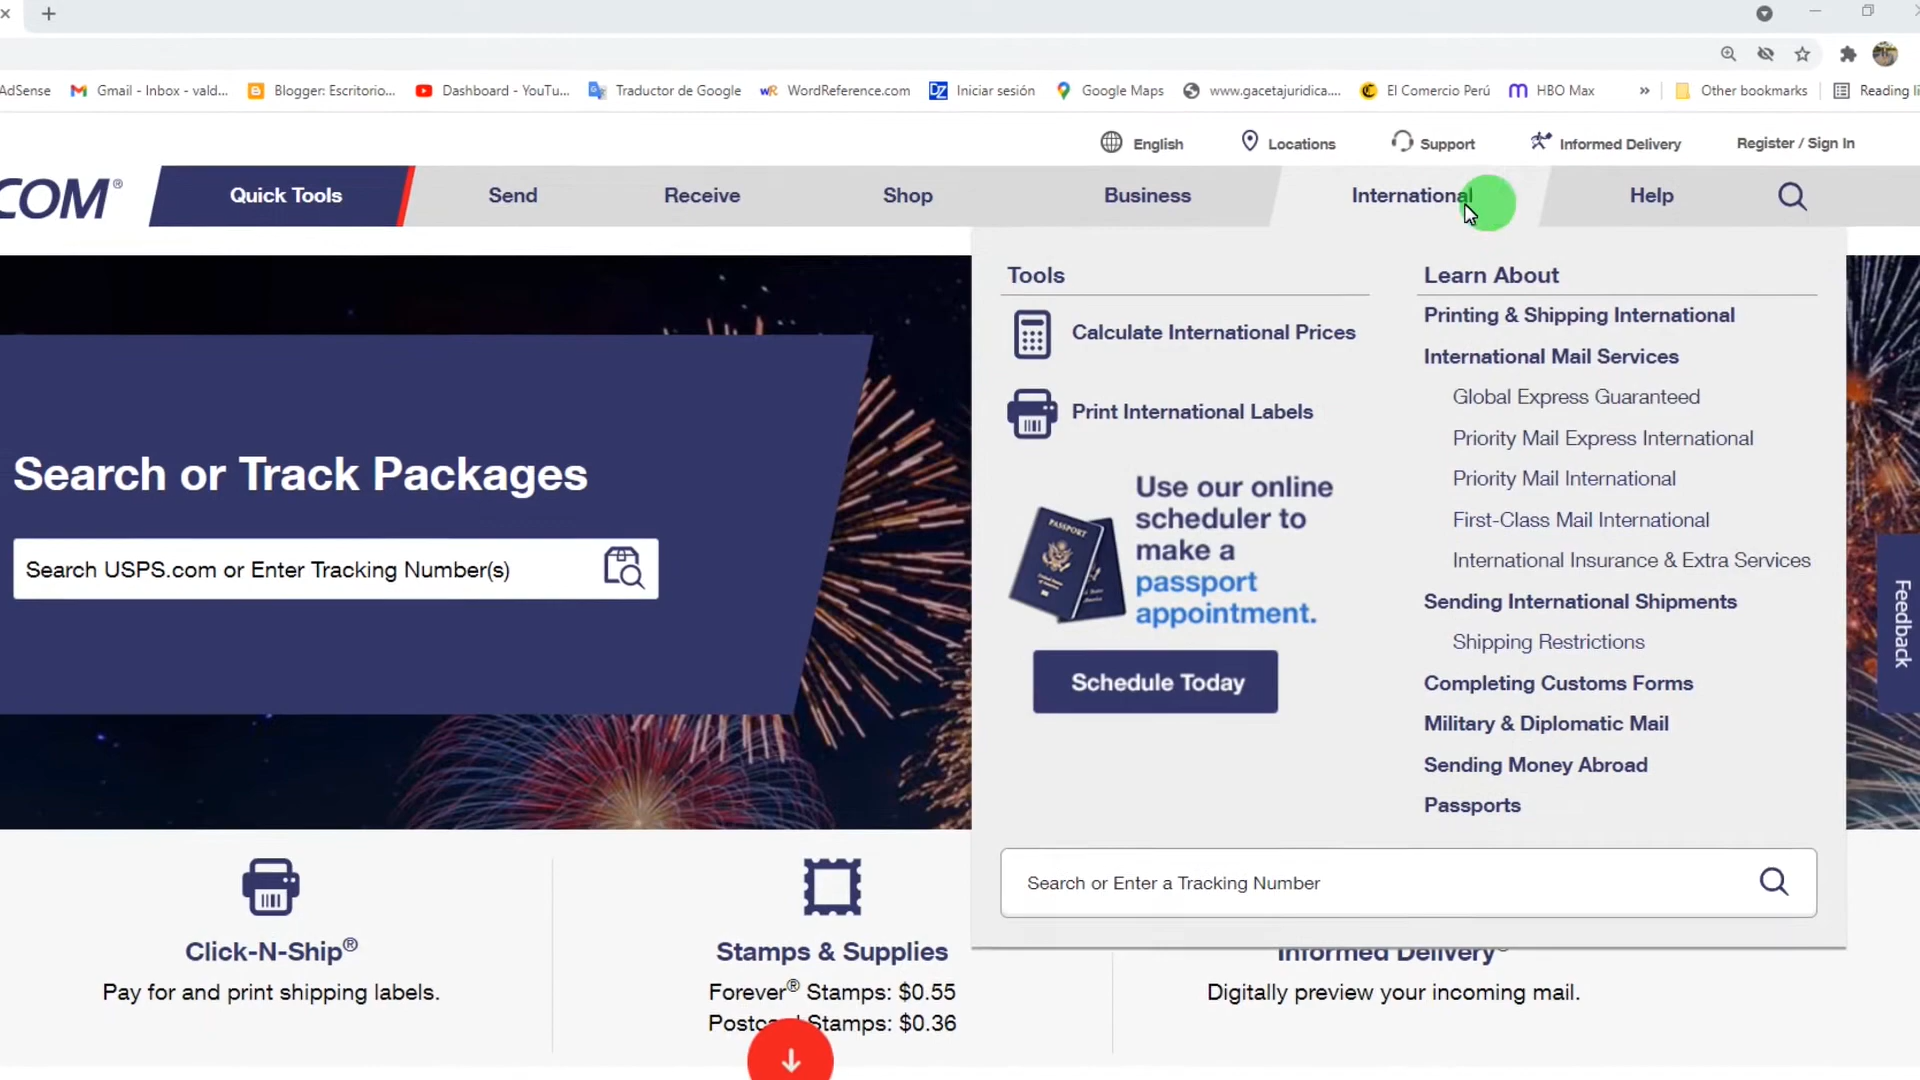 AdSense
Gmail - Inbox - vald...
Blogger: Escritorio...
Dashboard - YouTu...
Traductor de Google
WR WordReference.com
DZ Iniciar sesión
Google Maps
www.gacetajuridica....
El Comercio Perú
HBO Max
»
Other bookmarks
Reading li
English
Locations
Support
Informed Delivery
Register / Sign In
COM®
Quick Tools
Send
Receive
Shop
Business
International
Help
Tools
Calculate International Prices
Print International Labels
PASSPORT
Use our online
scheduler to
make a
passport
appointment.
Schedule Today
Learn About
Printing & Shipping International
International Mail Services
Global Express Guaranteed
Priority Mail Express International
Priority Mail International
First-Class Mail International
International Insurance & Extra Services
Sending International Shipments
Shipping Restrictions
Completing Customs Forms
Military & Diplomatic Mail
Sending Money Abroad
Passports
Search or Enter a Tracking Number
Search or Track Packages
Search USPS.com or Enter Tracking Number(s)
Feedback
Click-N-Ship®
Pay for and print shipping labels.
Stamps & Supplies
Forever® Stamps: $0.55
Postcard Stamps: $0.36
Informed Delivery®
Digitally preview your incoming mail.